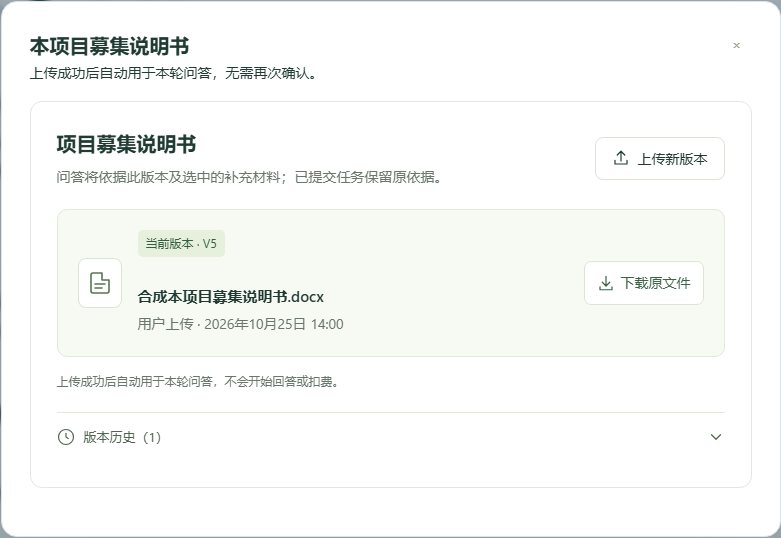 本项目募集说明书
×
上传成功后自动用于本轮问答，无需再次确认。
项目募集说明书
上传新版本
问答将依据此版本及选中的补充材料；已提交任务保留原依据。
当前版本 · V5
合成本项目募集说明书.docx
下载原文件
用户上传 · 2026年10月25日 14:00
上传成功后自动用于本轮问答，不会开始回答或扣费。
版本历史（1）